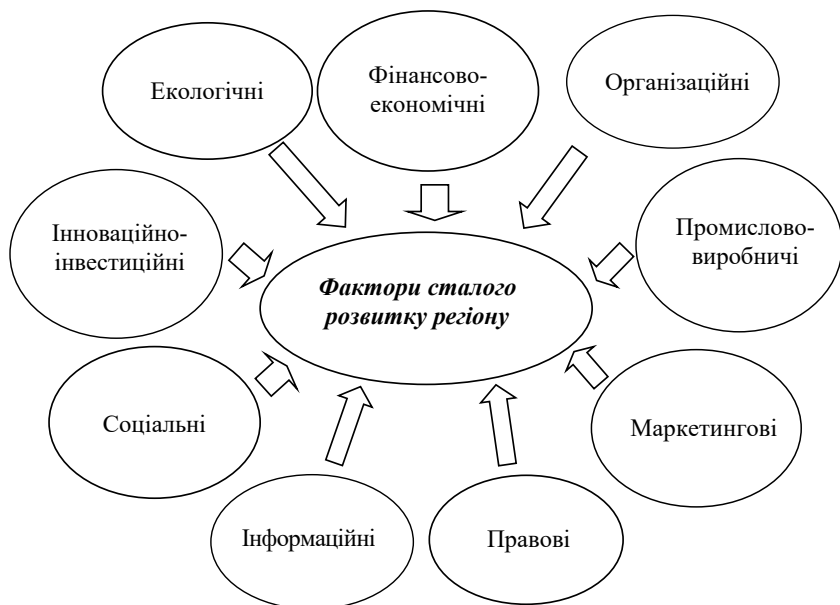 Екологічні
Фінансово-
економічні
Організаційні
Інноваційно-
інвестиційні
Промислово-
виробничі
Фактори сталого
розвитку регіону
Соціальні
Маркетингові
Інформаційні
Правові